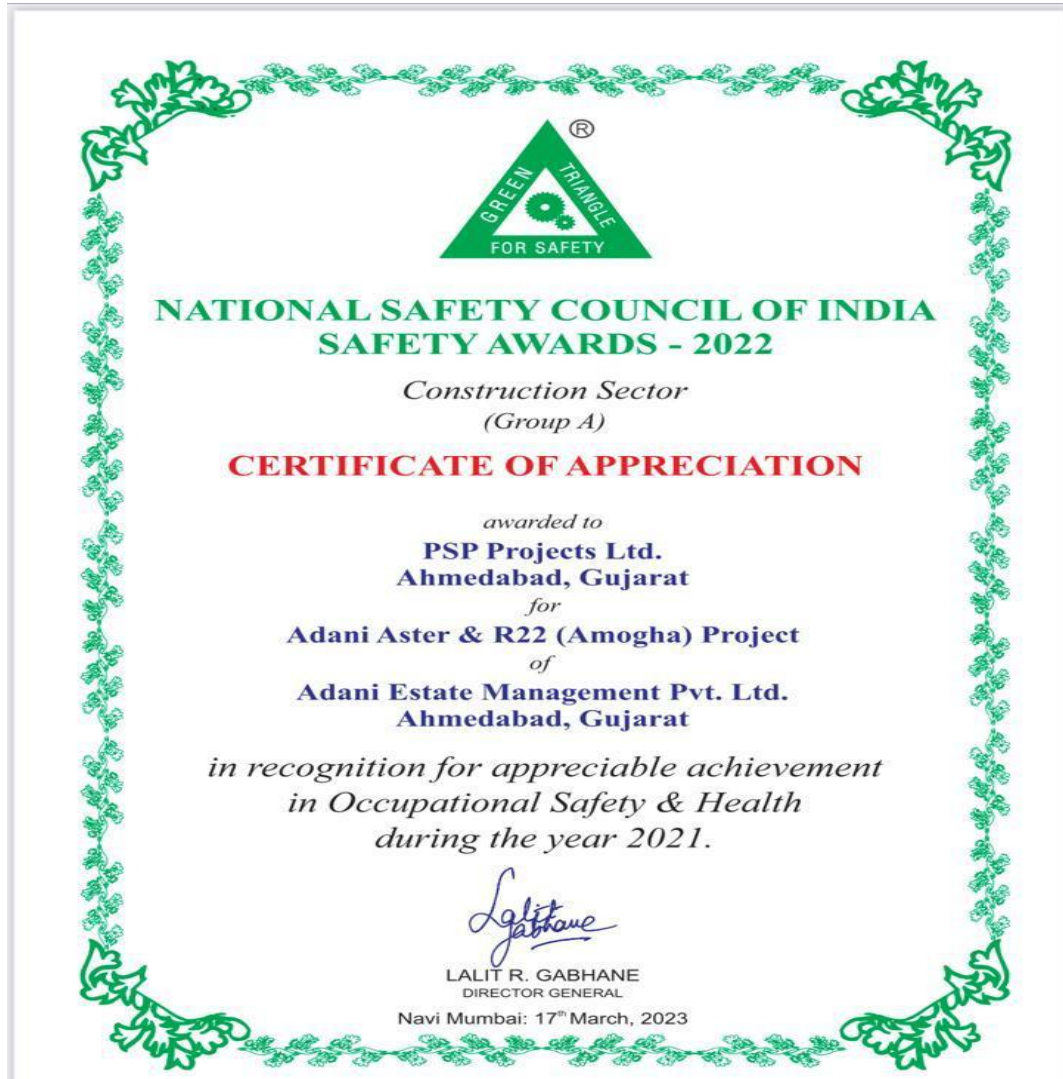 ®
GREEN TRIANGLE
FOR SAFETY
NATIONAL SAFETY COUNCIL OF INDIA
SAFETY AWARDS - 2022
Construction Sector
(Group A)
CERTIFICATE OF APPRECIATION
awarded to
PSP Projects Ltd.
Ahmedabad, Gujarat
for
Adani Aster & R22 (Amogha) Project
of
Adani Estate Management Pvt. Ltd.
Ahmedabad, Gujarat
in recognition for appreciable achievement
in Occupational Safety & Health
during the year 2021.
Lalit
Gabhane
LALIT R. GABHANE
DIRECTOR GENERAL
Navi Mumbai: 17th March, 2023